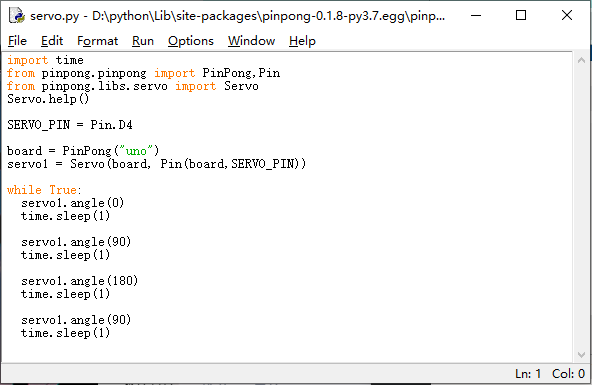 servo.py - D:\python\Lib\site-packages\pinpong-0.1.8-py3.7.egg\pinp...
File Edit Format Run Options Window Help
import time
from pinpong.pinpong import PinPong,Pin
from pinpong.libs.servo import Servo
Servo.help()
SERVO_PIN = Pin.D4
board = PinPong("uno")
servo1 = Servo(board, Pin(board,SERVO_PIN))
while True:
  servo1.angle(0)
  time.sleep(1)
  servo1.angle(90)
  time.sleep(1)
  servo1.angle(180)
  time.sleep(1)
  servo1.angle(90)
  time.sleep(1)
Ln: 1 Col: 0